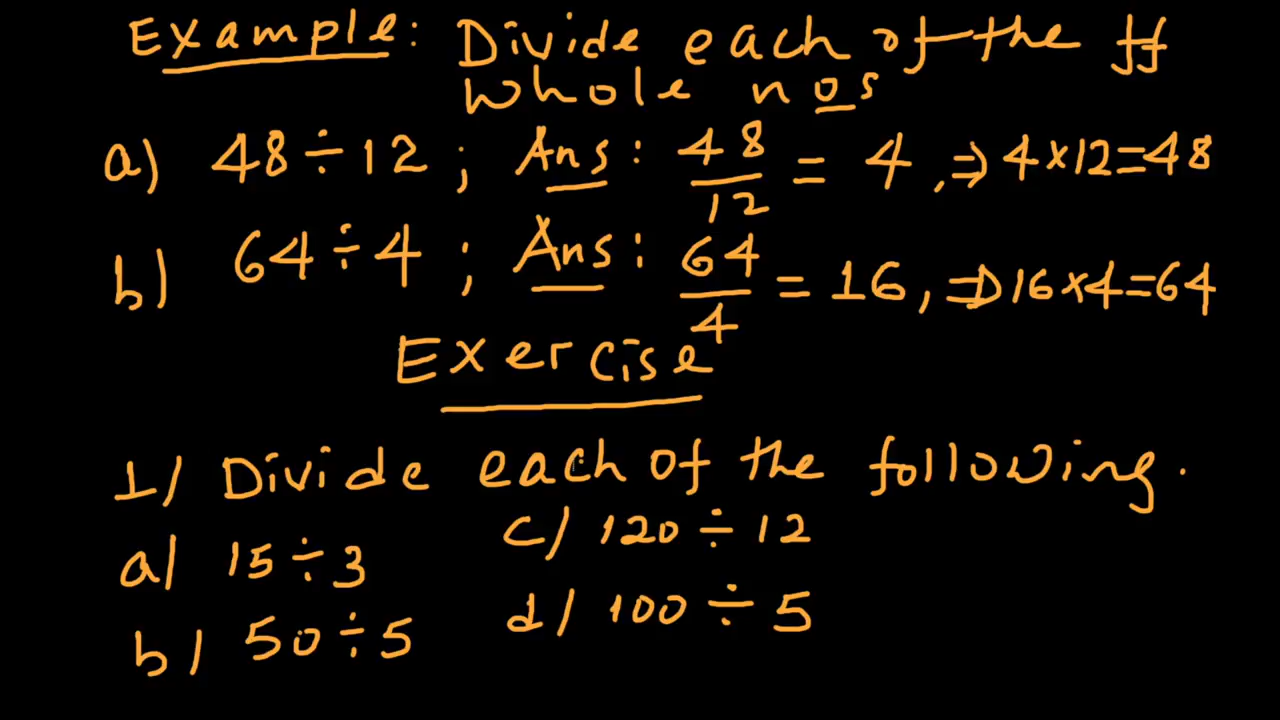 Example: Divide each of the ff
whole nos
a) 48 ÷ 12 ; Ans: 48/12 = 4 , ⇒ 4 × 12 = 48
b) 64 ÷ 4 ; Ans: 64/4 = 16 , ⇒ 16 × 4 = 64
Exercise
1/ Divide each of the following.
a/ 15 ÷ 3
b/ 50 ÷ 5
c/ 120 ÷ 12
d/ 100 ÷ 5